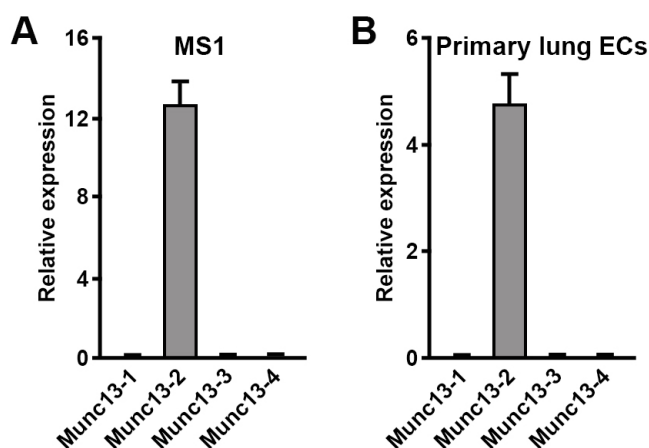 A
MS1
Relative expression
16
12
8
4
0
Munc13-1
Munc13-2
Munc13-3
Munc13-4
B
Primary lung ECs
Relative expression
6
4
2
0
Munc13-1
Munc13-2
Munc13-3
Munc13-4